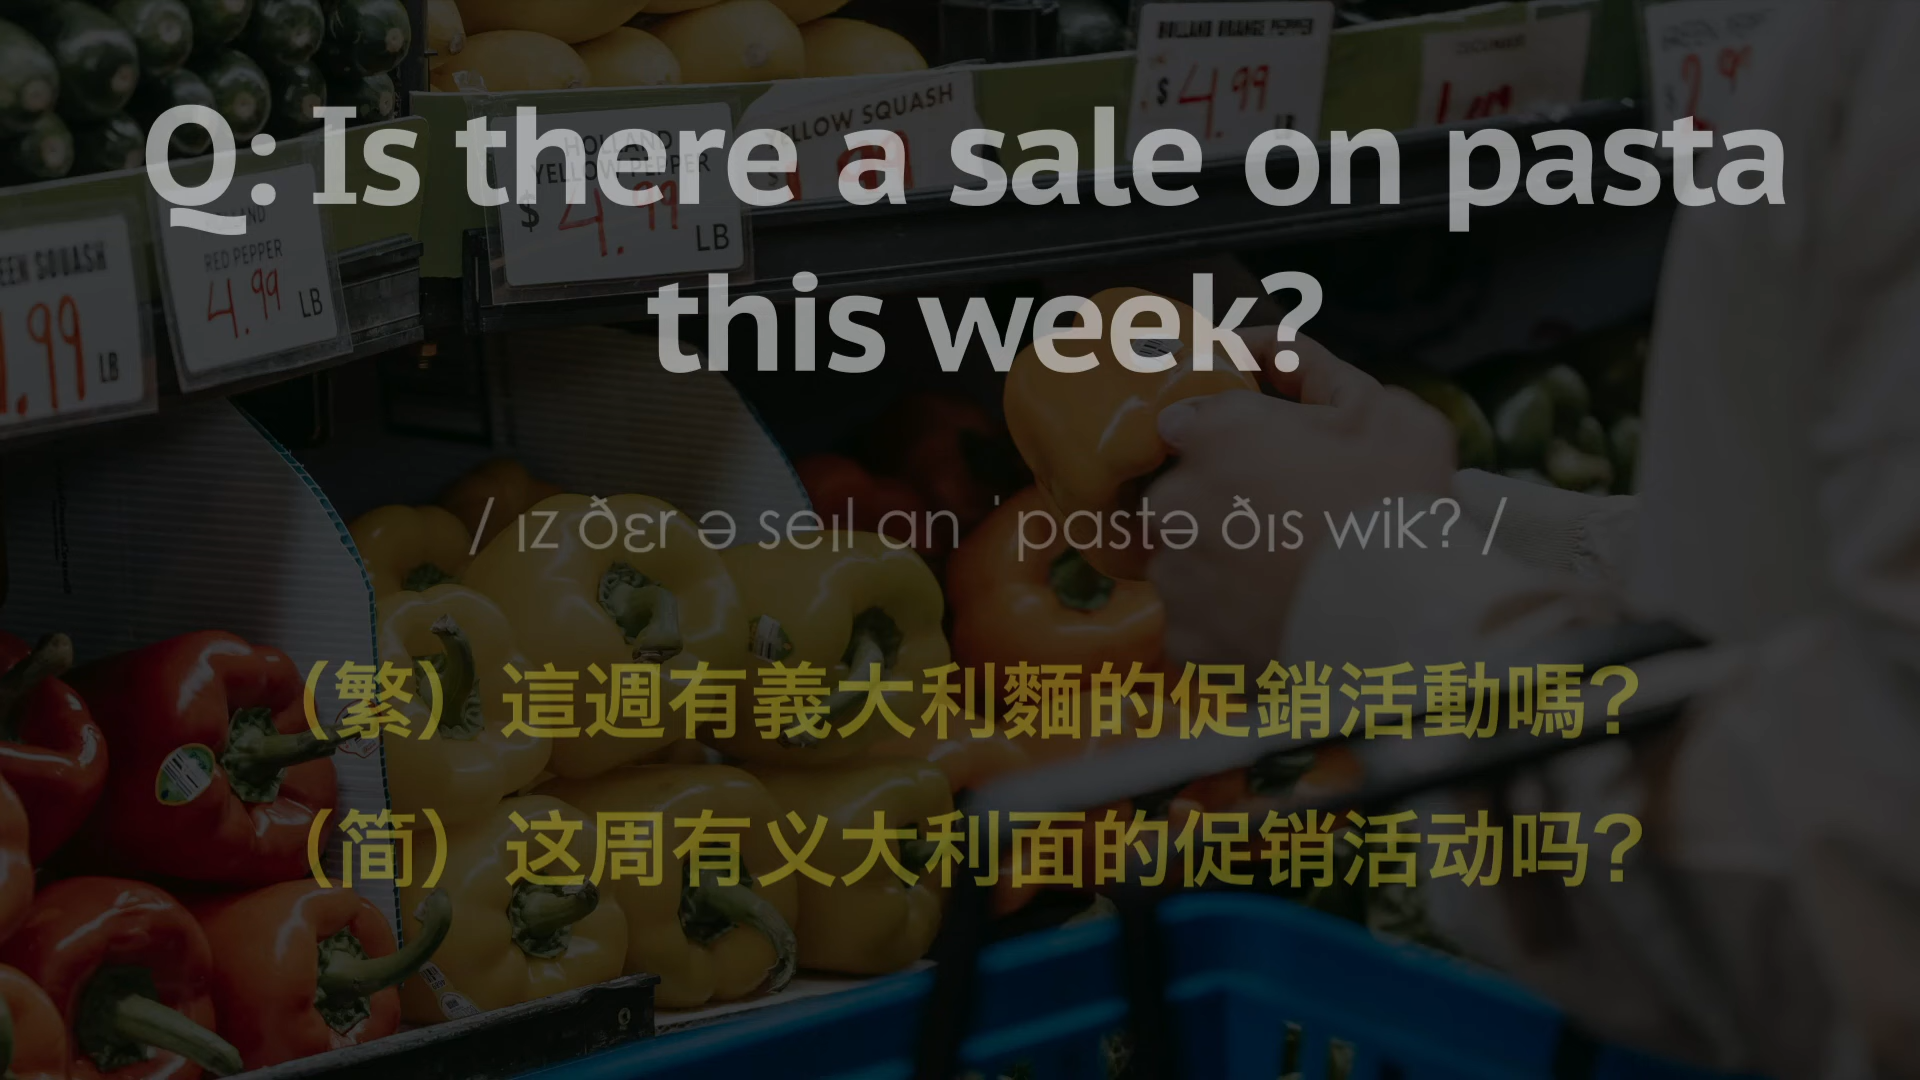 HOLLAND ORANGE PEPPER
$4.99
LB
CUCUMBER
YELLOW SQUASH
$
HOLLAND
YELLOW PEPPER
$4.99
LB
RED PEPPER
4.99 LB
SQUASH
.99 LB
Q: Is there a sale on pasta
this week?
/ ɪz ðɛr ə seɪl an ˈpastə ðɪs wik? /
（繁）這週有義大利麵的促銷活動嗎？
（简）这周有义大利面的促销活动吗？